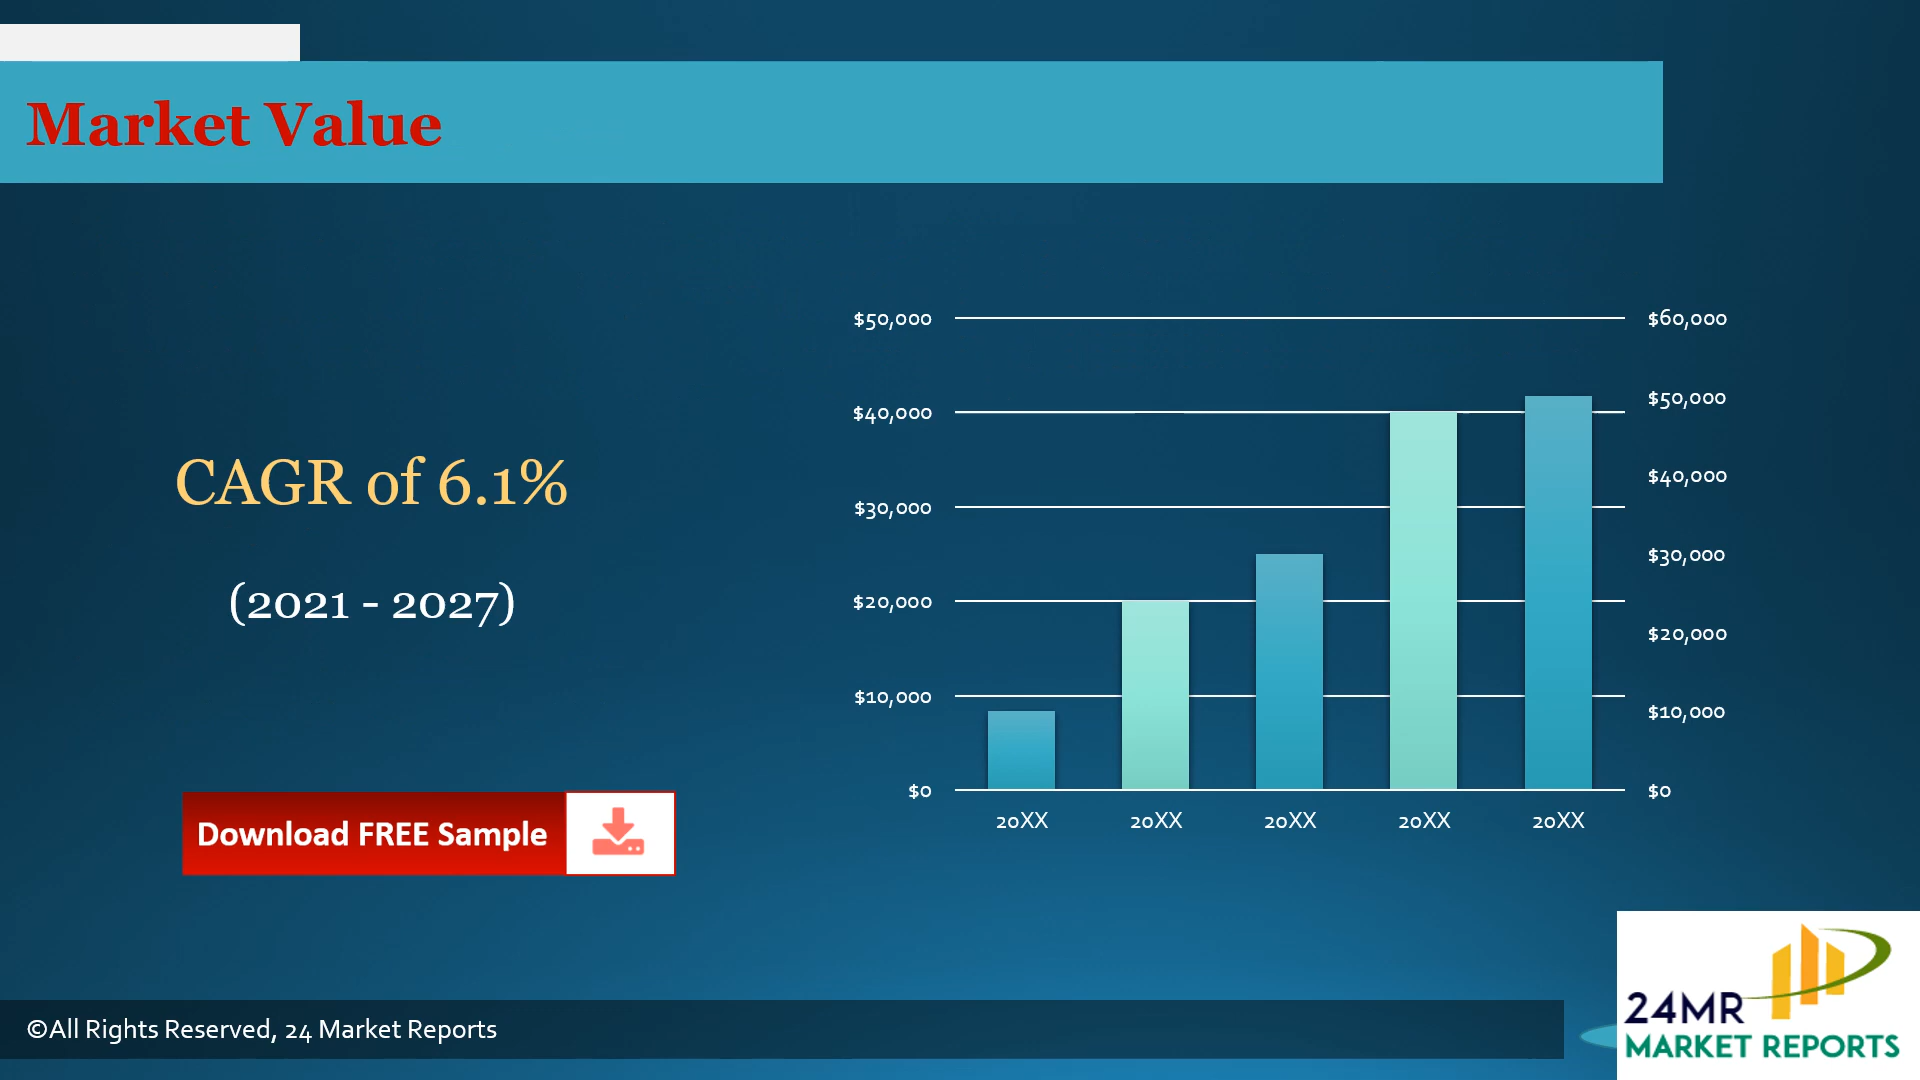 Market Value
CAGR of 6.1%
(2021 - 2027)
Download FREE Sample
$50,000
$40,000
$30,000
$20,000
$10,000
$0
$60,000
$50,000
$40,000
$30,000
$20,000
$10,000
$0
20XX 20XX 20XX 20XX 20XX
©All Rights Reserved, 24 Market Reports
24MR
MARKET REPORTS